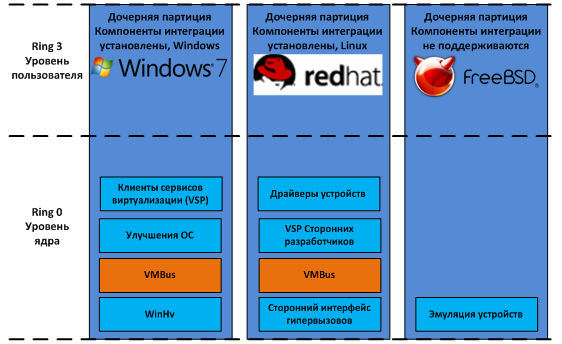 Ring 3
Уровень
пользователя
Дочерняя партиция
Компоненты интеграции
установлены, Windows
Windows 7
Дочерняя партиция
Компоненты интеграции
установлены, Linux
redhat.
Дочерняя партиция
Компоненты интеграции
не поддерживаются
FreeBSD®
Ring 0
Уровень
ядра
Клиенты сервисов
виртуализации (VSP)
Улучшения ОС
VMBus
WinHv
Драйверы устройств
VSP Сторонних
разработчиков
VMBus
Сторонний интерфейс
гипервызовов
Эмуляция устройств